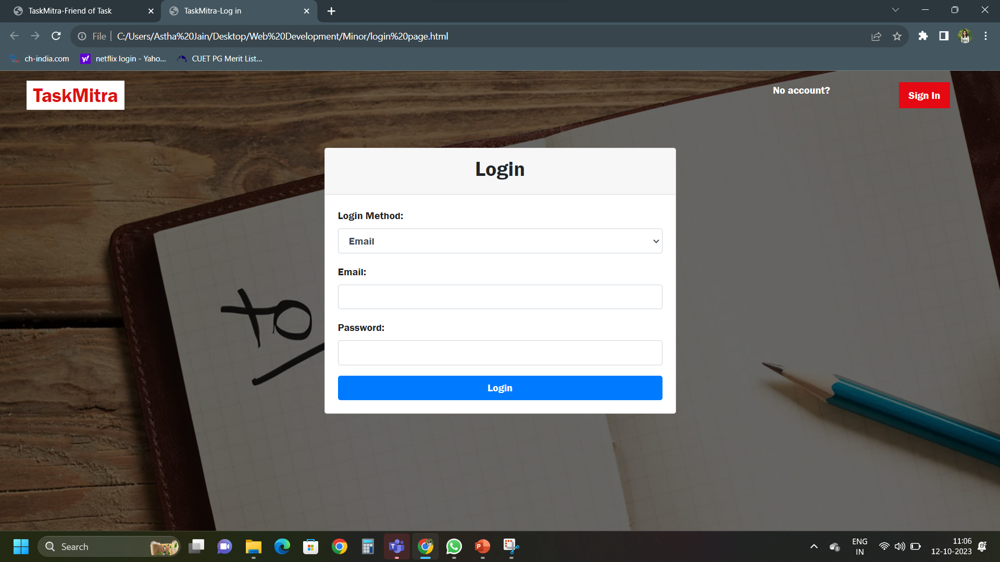 TaskMitra-Friend of Task
TaskMitra-Log in
File
C:/Users/Astha%20Jain/Desktop/Web%20Development/Minor/login%20page.html
ch-india.com
netflix login - Yaho...
CUET PG Merit List...
TaskMitra
No account?
Sign In
Login
Login Method:
Email
Email:
Password:
Login
to
Search
ENG
IN
11:06
12-10-2023